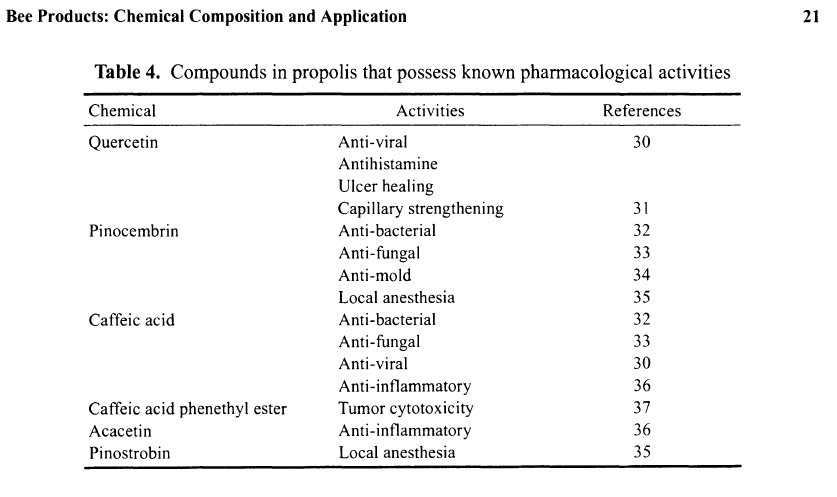 Bee Products: Chemical Composition and Application 21
Table 4. Compounds in propolis that possess known pharmacological activities
Chemical Activities References
Quercetin Anti-viral 30
Antihistamine
Ulcer healing
Capillary strengthening 31
Pinocembrin Anti-bacterial 32
Anti-fungal 33
Anti-mold 34
Local anesthesia 35
Caffeic acid Anti-bacterial 32
Anti-fungal 33
Anti-viral 30
Anti-inflammatory 36
Caffeic acid phenethyl ester Tumor cytotoxicity 37
Acacetin Anti-inflammatory 36
Pinostrobin Local anesthesia 35